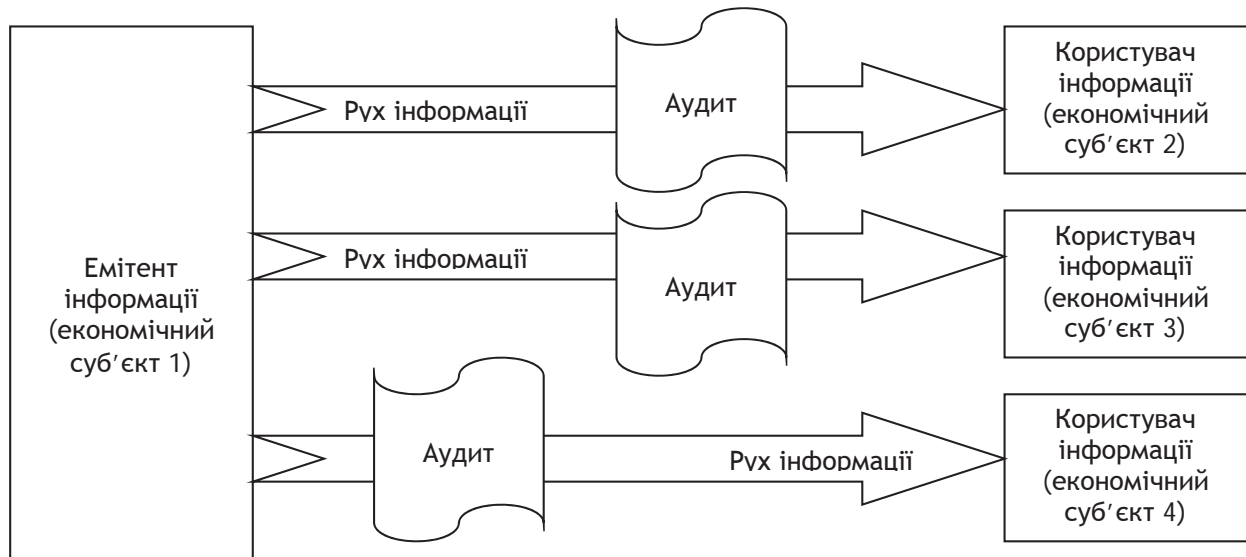 Емітент
інформації
(економічний
суб’єкт 1)
Рух інформації
Аудит
Користувач
інформації
(економічний
суб’єкт 2)
Рух інформації
Аудит
Користувач
інформації
(економічний
суб’єкт 3)
Аудит
Рух інформації
Користувач
інформації
(економічний
суб’єкт 4)